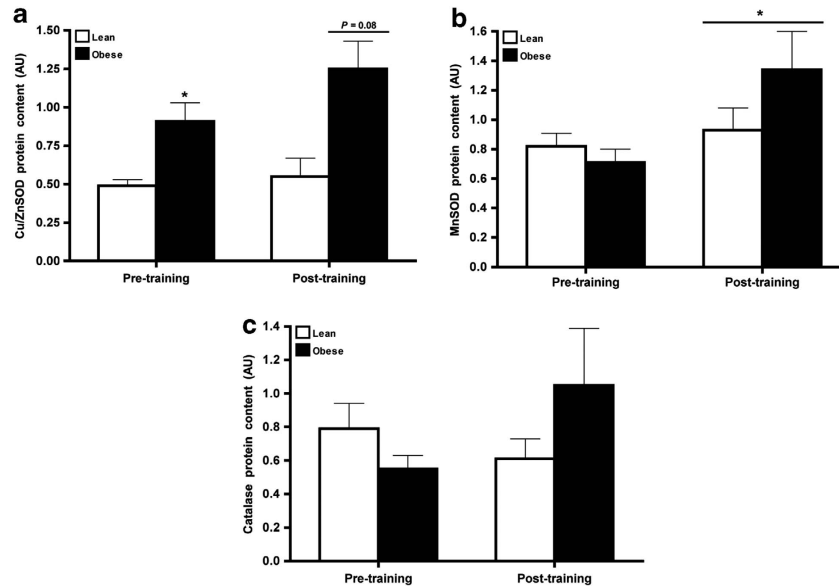 a
Lean
Obese
P = 0.08
*
Cu/ZnSOD protein content (AU)
1.50
1.25
1.00
0.75
0.50
0.25
0.00
Pre-training
Post-training
b
Lean
Obese
*
MnSOD protein content (AU)
1.6
1.4
1.2
1.0
0.8
0.6
0.4
0.2
0.0
Pre-training
Post-training
c
Lean
Obese
Catalase protein content (AU)
1.4
1.2
1.0
0.8
0.6
0.4
0.2
0.0
Pre-training
Post-training